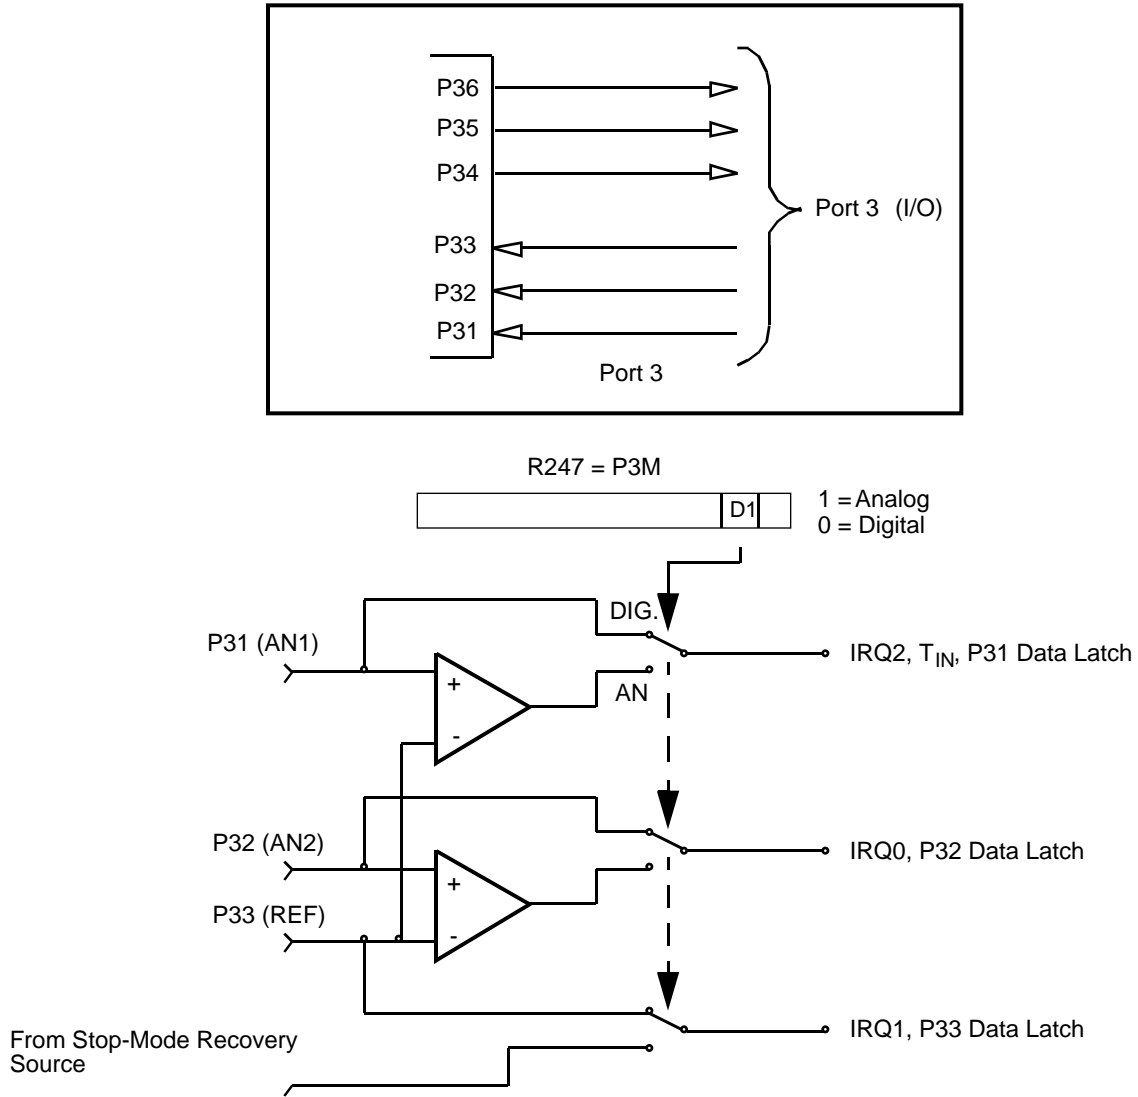 P36
P35
P34
P33
P32
P31
Port 3 (I/O)
Port 3
R247 = P3M
D1
1 = Analog
0 = Digital
DIG.
P31 (AN1)
IRQ2, TIN, P31 Data Latch
+
AN
-
P32 (AN2)
IRQ0, P32 Data Latch
+
P33 (REF)
-
IRQ1, P33 Data Latch
From Stop-Mode Recovery
Source